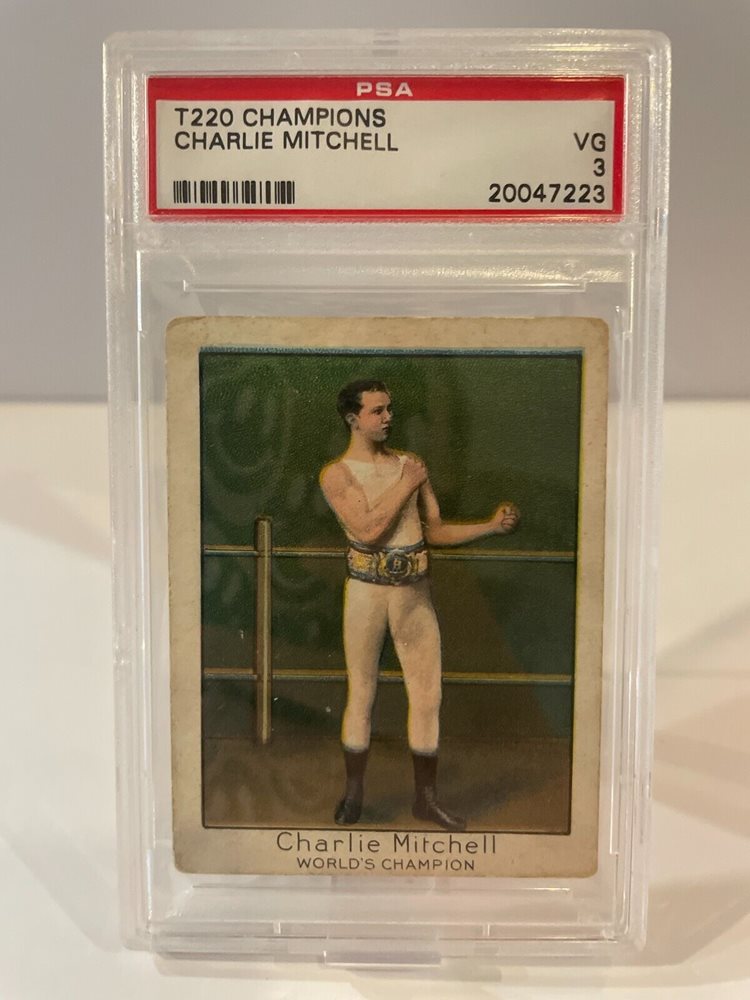 PSA
T220 CHAMPIONS
CHARLIE MITCHELL VG
3
20047223
Charlie Mitchell
WORLD'S CHAMPION